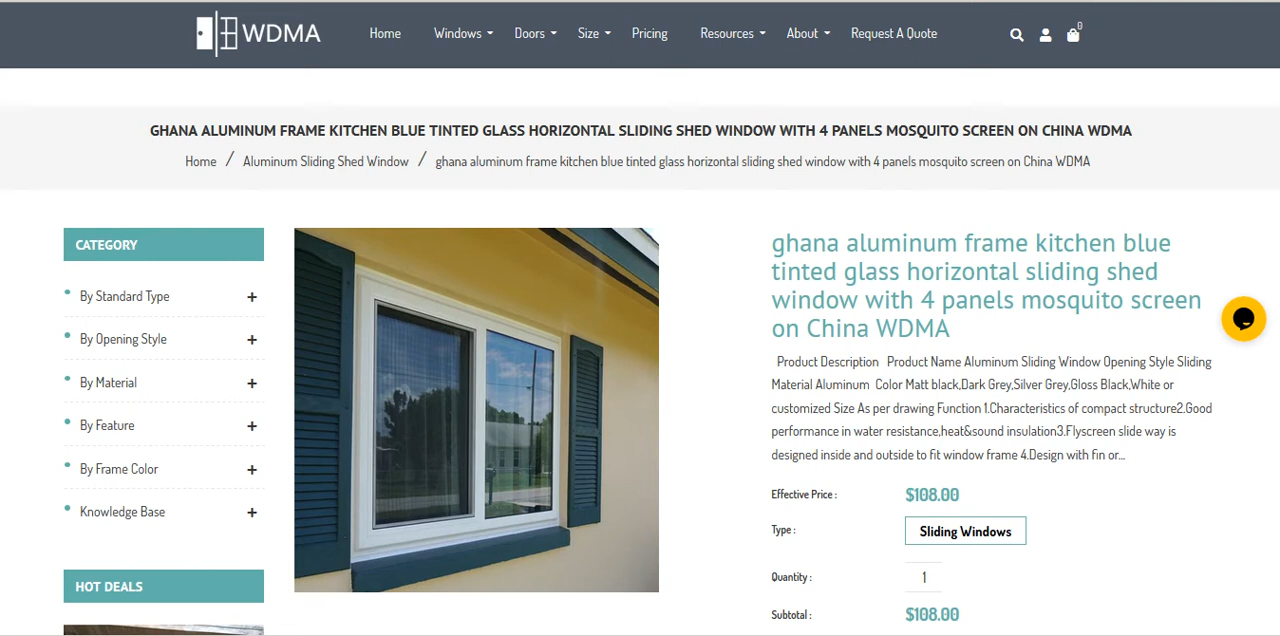 WDMA
Home Windows Doors Size Pricing Resources About Request A Quote
0
GHANA ALUMINUM FRAME KITCHEN BLUE TINTED GLASS HORIZONTAL SLIDING SHED WINDOW WITH 4 PANELS MOSQUITO SCREEN ON CHINA WDMA
Home / Aluminum Sliding Shed Window / ghana aluminum frame kitchen blue tinted glass horizontal sliding shed window with 4 panels mosquito screen on China WDMA
CATEGORY
By Standard Type +
By Opening Style +
By Material +
By Feature +
By Frame Color +
Knowledge Base +
HOT DEALS
ghana aluminum frame kitchen blue
tinted glass horizontal sliding shed
window with 4 panels mosquito screen
on China WDMA
Product Description Product Name Aluminum Sliding Window Opening Style Sliding
Material Aluminum Color Matt black,Dark Grey,Silver Grey,Gloss Black,White or
customized Size As per drawing Function 1.Characteristics of compact structure2.Good
performance in water resistance,heat&sound insulation3.Flyscreen slide way is
designed inside and outside to fit window frame 4.Design with fin or...
Effective Price : $108.00
Type : Sliding Windows
Quantity : 1
Subtotal : $108.00